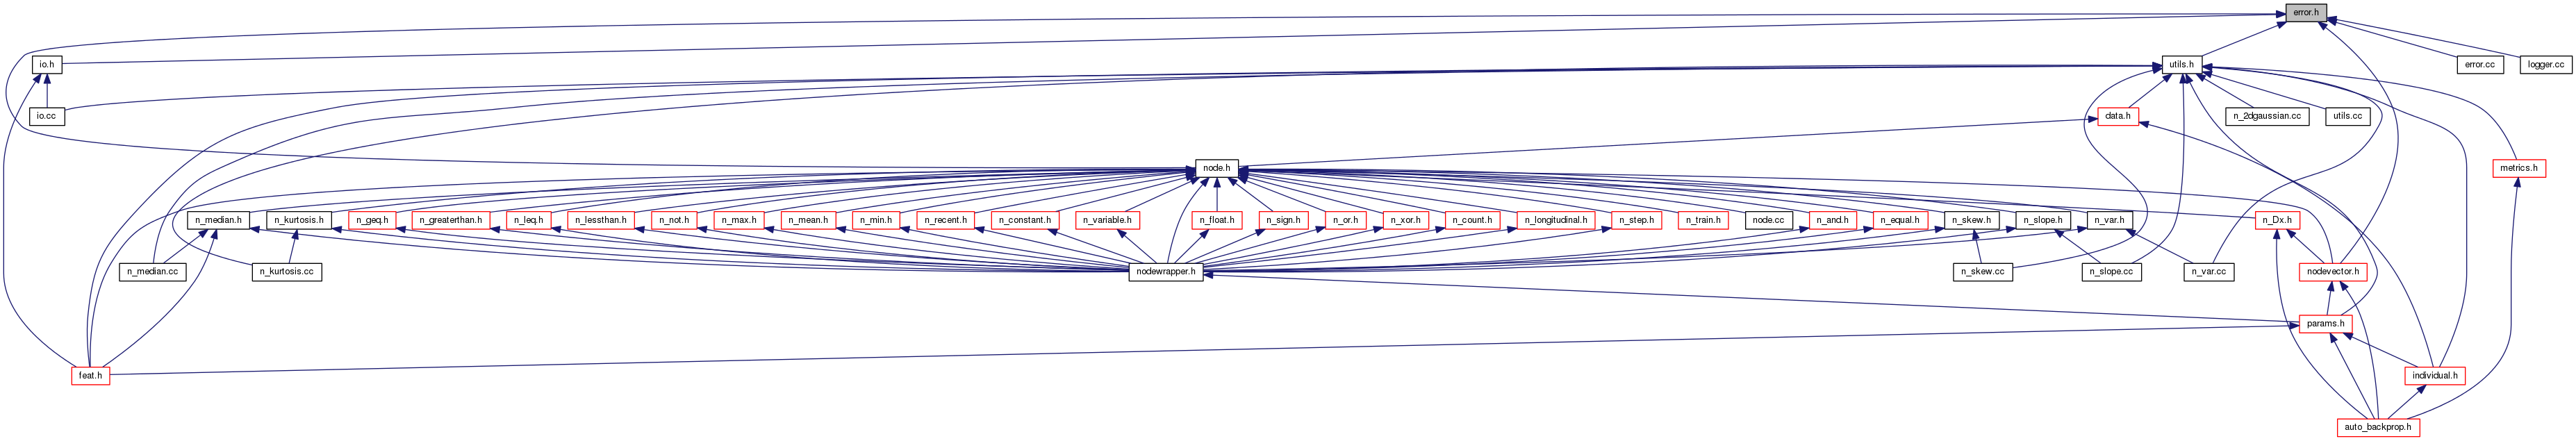 error.h
io.h
utils.h
error.cc
logger.cc
io.cc
data.h
n_2dgaussian.cc
utils.cc
node.h
metrics.h
n_median.h
n_kurtosis.h
n_geq.h
n_greaterthan.h
n_leq.h
n_lessthan.h
n_not.h
n_max.h
n_mean.h
n_min.h
n_recent.h
n_constant.h
n_variable.h
n_float.h
n_sign.h
n_or.h
n_xor.h
n_count.h
n_longitudinal.h
n_step.h
n_train.h
node.cc
n_and.h
n_equal.h
n_skew.h
n_slope.h
n_var.h
n_Dx.h
n_median.cc
n_kurtosis.cc
nodewrapper.h
n_skew.cc
n_slope.cc
n_var.cc
nodevector.h
params.h
feat.h
individual.h
auto_backprop.h